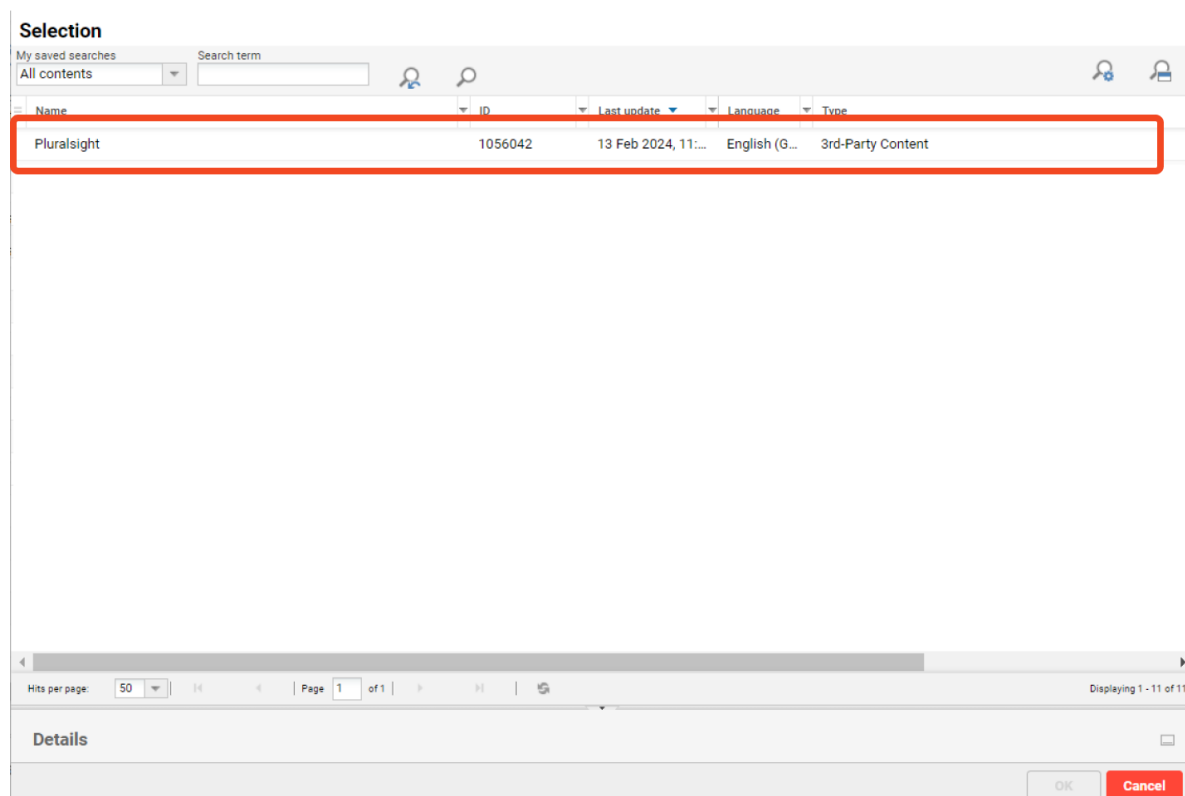 Selection
My saved searches Search term
All contents
Name ID Last update Language Type
Pluralsight 1056042 13 Feb 2024, 11:... English (G... 3rd-Party Content
Hits per page: 50 Page 1 of 1 Displaying 1 - 11 of 11
Details
OK Cancel